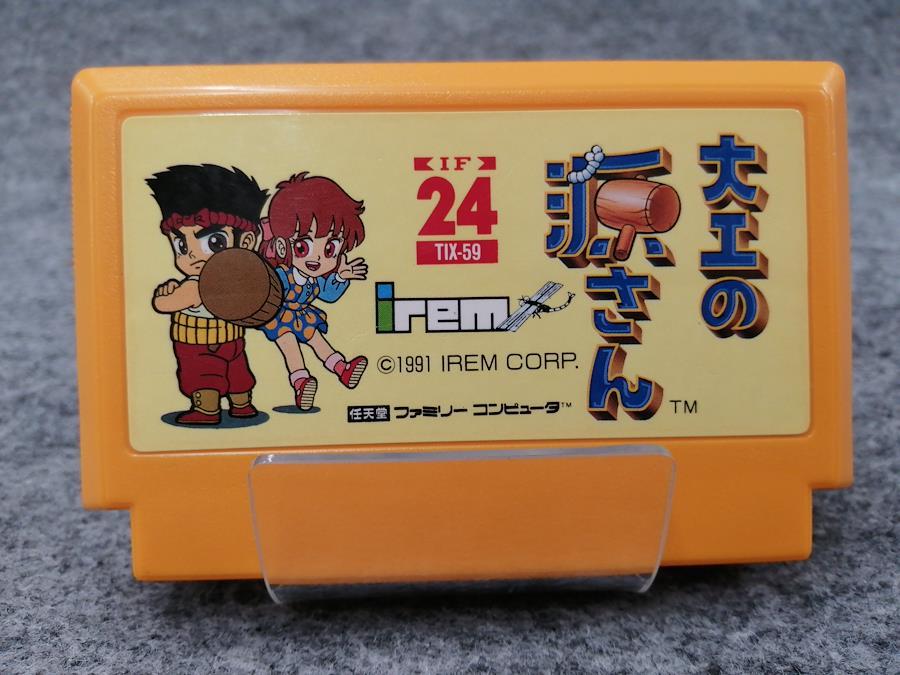 IF
24
TIX-59
irem
©1991 IREM CORP.
任天堂 ファミリー コンピュータ™
大工の
源さん
TM